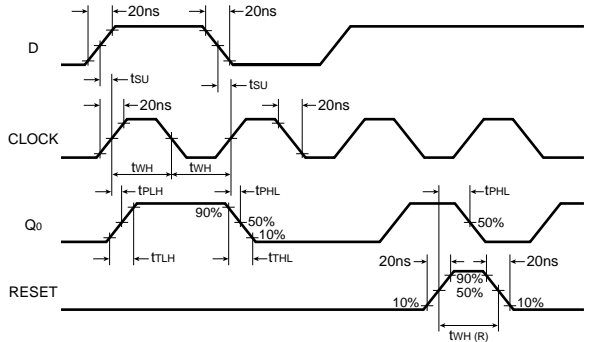 20ns 20ns
D
tSU tSU
20ns 20ns
CLOCK
tWH tWH
tPLH tPHL tPHL
90%
Q0 50% 50%
10%
tTLH tTHL
20ns 20ns
90%
RESET 10% 50% 10%
tWH (R)